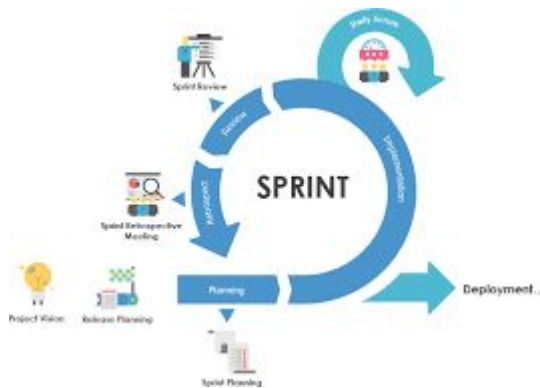 Daily Scrum
Sprint Review
Review
Implementation
SPRINT
Retrospect
Sprint Retrospective
Meeting
Planning
Deployment..
Project Vision
Release Planning
Sprint Planning